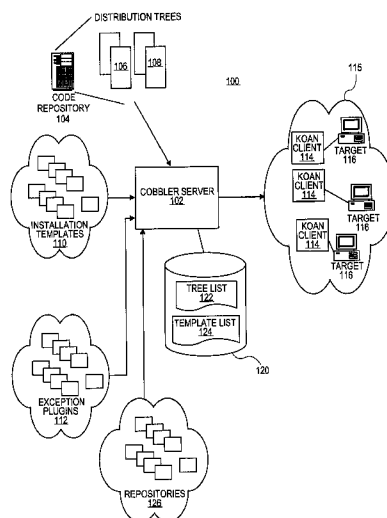 DISTRIBUTION TREES
106
108
100
115
CODE
REPOSITORY
104
KOAN
CLIENT
114
TARGET
116
COBBLER SERVER
102
KOAN
CLIENT
114
TARGET
116
INSTALLATION
TEMPLATES
110
KOAN
CLIENT
114
TARGET
116
TREE LIST
122
TEMPLATE LIST
124
120
EXCEPTION
PLUGINS
112
REPOSITORIES
126